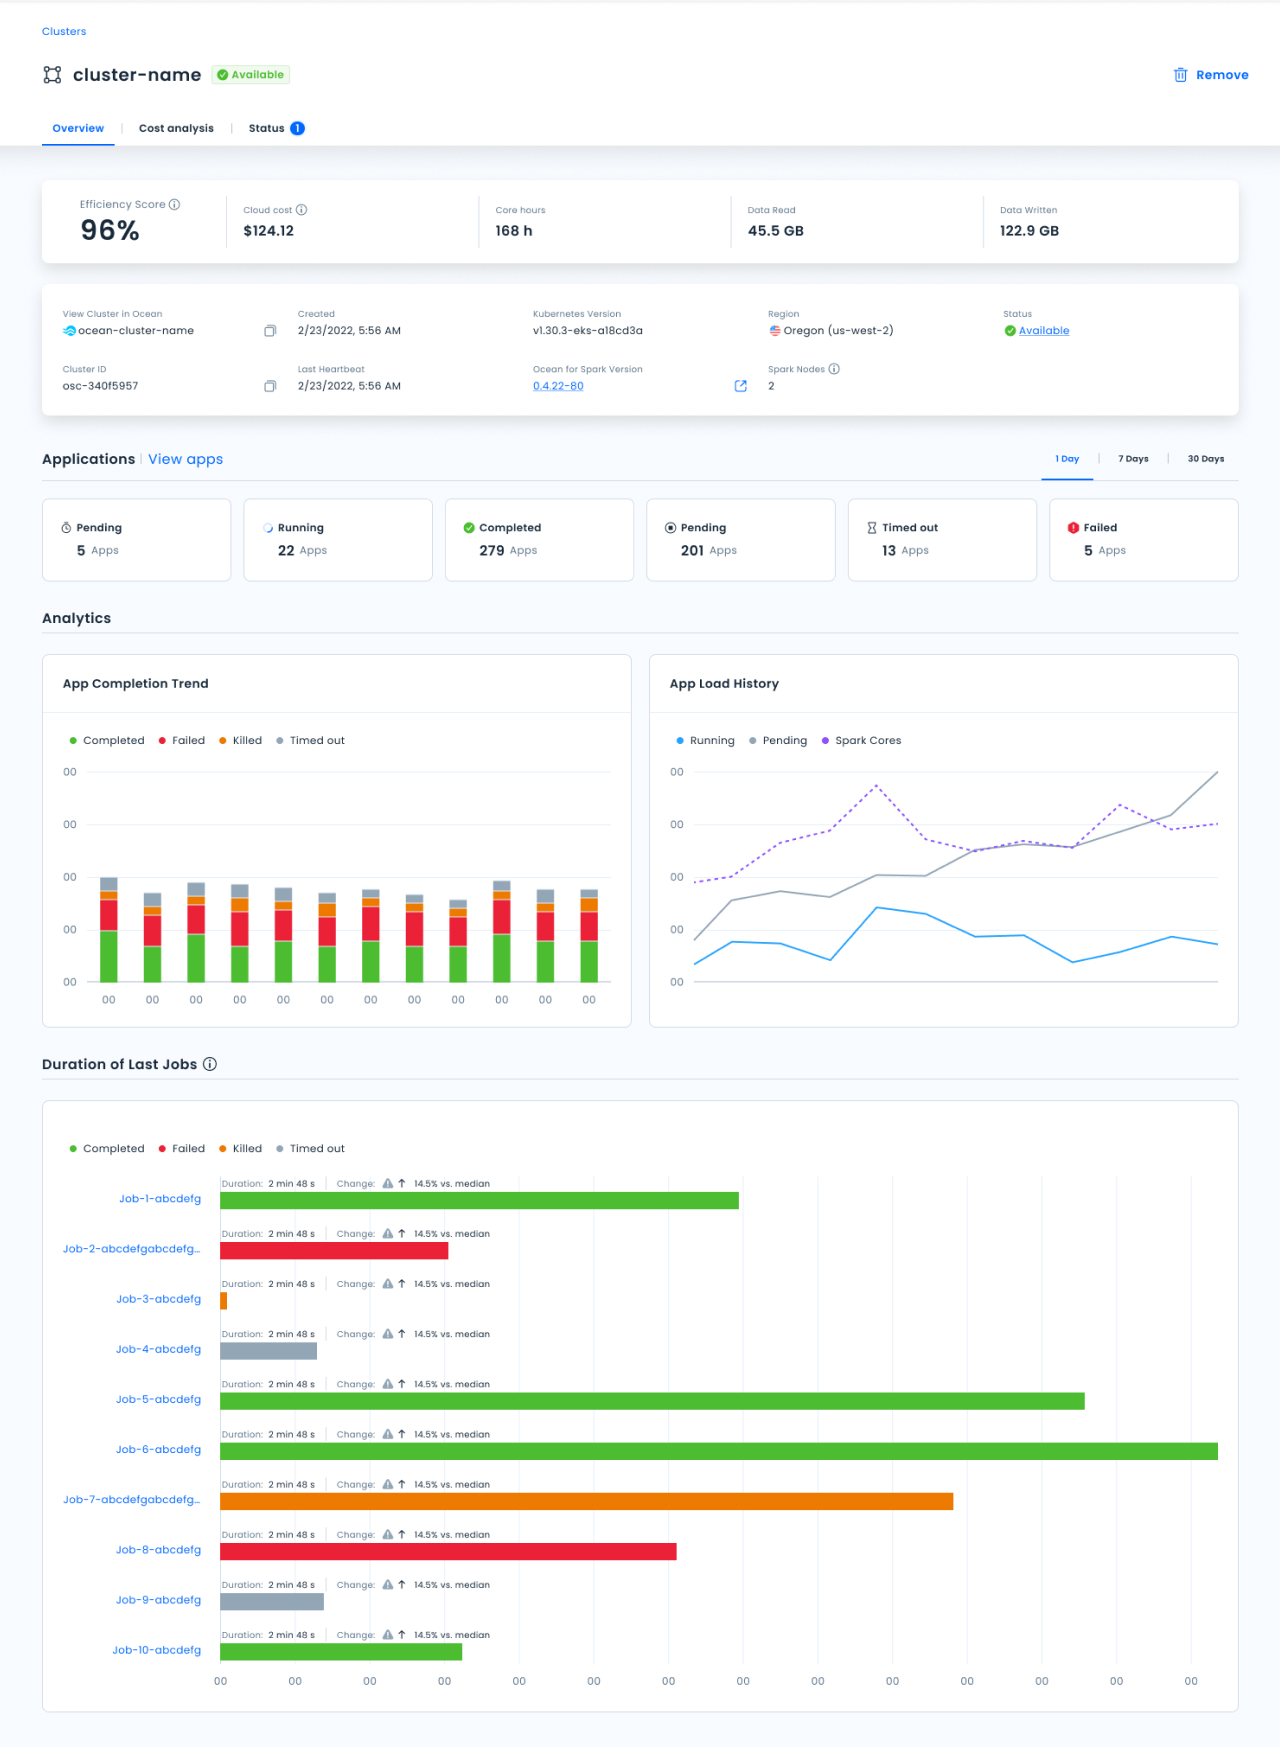 Clusters
cluster-name Available Remove
Overview Cost analysis Status 1
Efficiency Score Cloud cost Core hours Data Read Data Written
96% $124.12 168 h 45.5 GB 122.9 GB
View Cluster in Ocean Created Kubernetes Version Region Status
ocean-cluster-name 2/23/2022, 5:56 AM v1.30.3-eks-a18cd3a Oregon (us-west-2) Available
Cluster ID Last Heartbeat Ocean for Spark Version Spark Nodes
osc-340f5957 2/23/2022, 5:56 AM 0.4.22-80 2
Applications View apps 1 Day 7 Days 30 Days
Pending Running Completed Pending Timed out Failed
5 Apps 22 Apps 279 Apps 201 Apps 13 Apps 5 Apps
Analytics
App Completion Trend
Completed Failed Killed Timed out
00
00
00
00
00
00 00 00 00 00 00 00 00 00 00 00 00
App Load History
Running Pending Spark Cores
00
00
00
00
00
Duration of Last Jobs
Completed Failed Killed Timed out
Duration: 2 min 48 s Change: 14.5% vs. median
Job-1-abcdefg
Duration: 2 min 48 s Change: 14.5% vs. median
Job-2-abcdefgabcdefg...
Duration: 2 min 48 s Change: 14.5% vs. median
Job-3-abcdefg
Duration: 2 min 48 s Change: 14.5% vs. median
Job-4-abcdefg
Duration: 2 min 48 s Change: 14.5% vs. median
Job-5-abcdefg
Duration: 2 min 48 s Change: 14.5% vs. median
Job-6-abcdefg
Duration: 2 min 48 s Change: 14.5% vs. median
Job-7-abcdefgabcdefg...
Duration: 2 min 48 s Change: 14.5% vs. median
Job-8-abcdefg
Duration: 2 min 48 s Change: 14.5% vs. median
Job-9-abcdefg
Duration: 2 min 48 s Change: 14.5% vs. median
Job-10-abcdefg
00 00 00 00 00 00 00 00 00 00 00 00 00 00